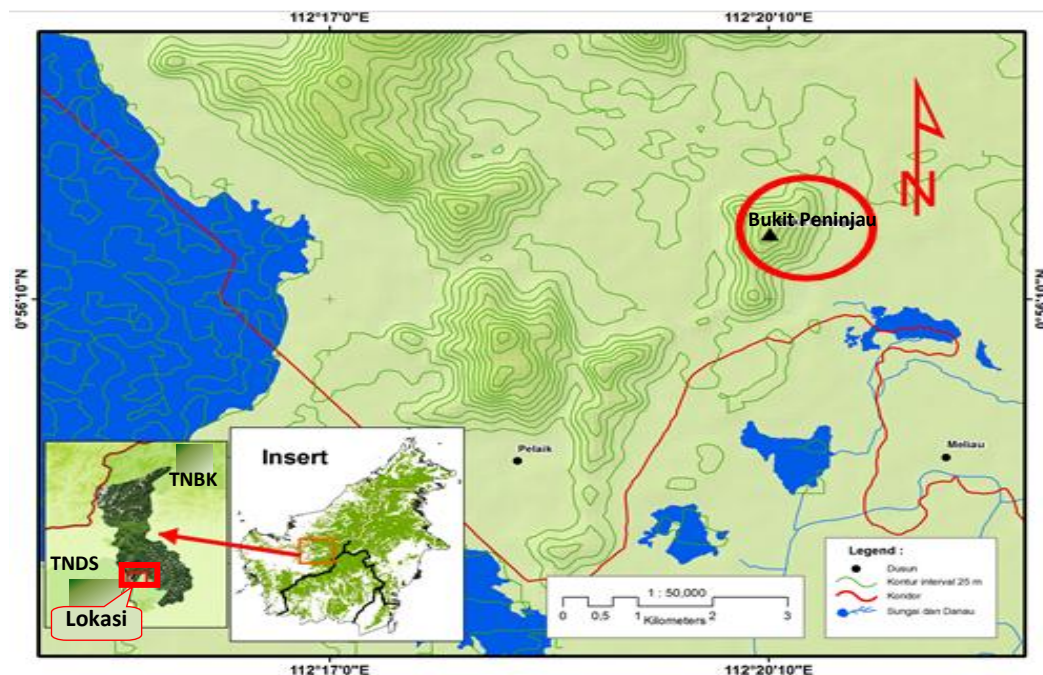 112°17'0"E
112°20'10"E
N
Bukit Peninjau
0°56'10"N
0°56'10"N
Pelaik
Meliau
TNBK
TNDS
Lokasi
Insert
1 : 50,000
0 0,5 1 2 3
Kilometers
Legend :
Dusun
Kontur interval 25 m
Koridor
Sungai dan Danau
112°17'0"E
112°20'10"E